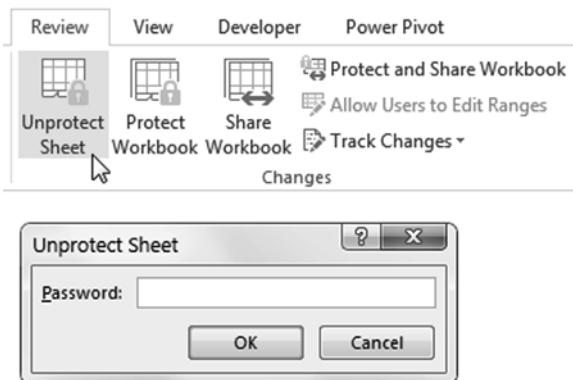 Review View Developer Power Pivot
Unprotect Sheet
Protect Workbook
Share Workbook
Protect and Share Workbook
Allow Users to Edit Ranges
Track Changes
Changes
Unprotect Sheet
?
X
Password:
OK Cancel